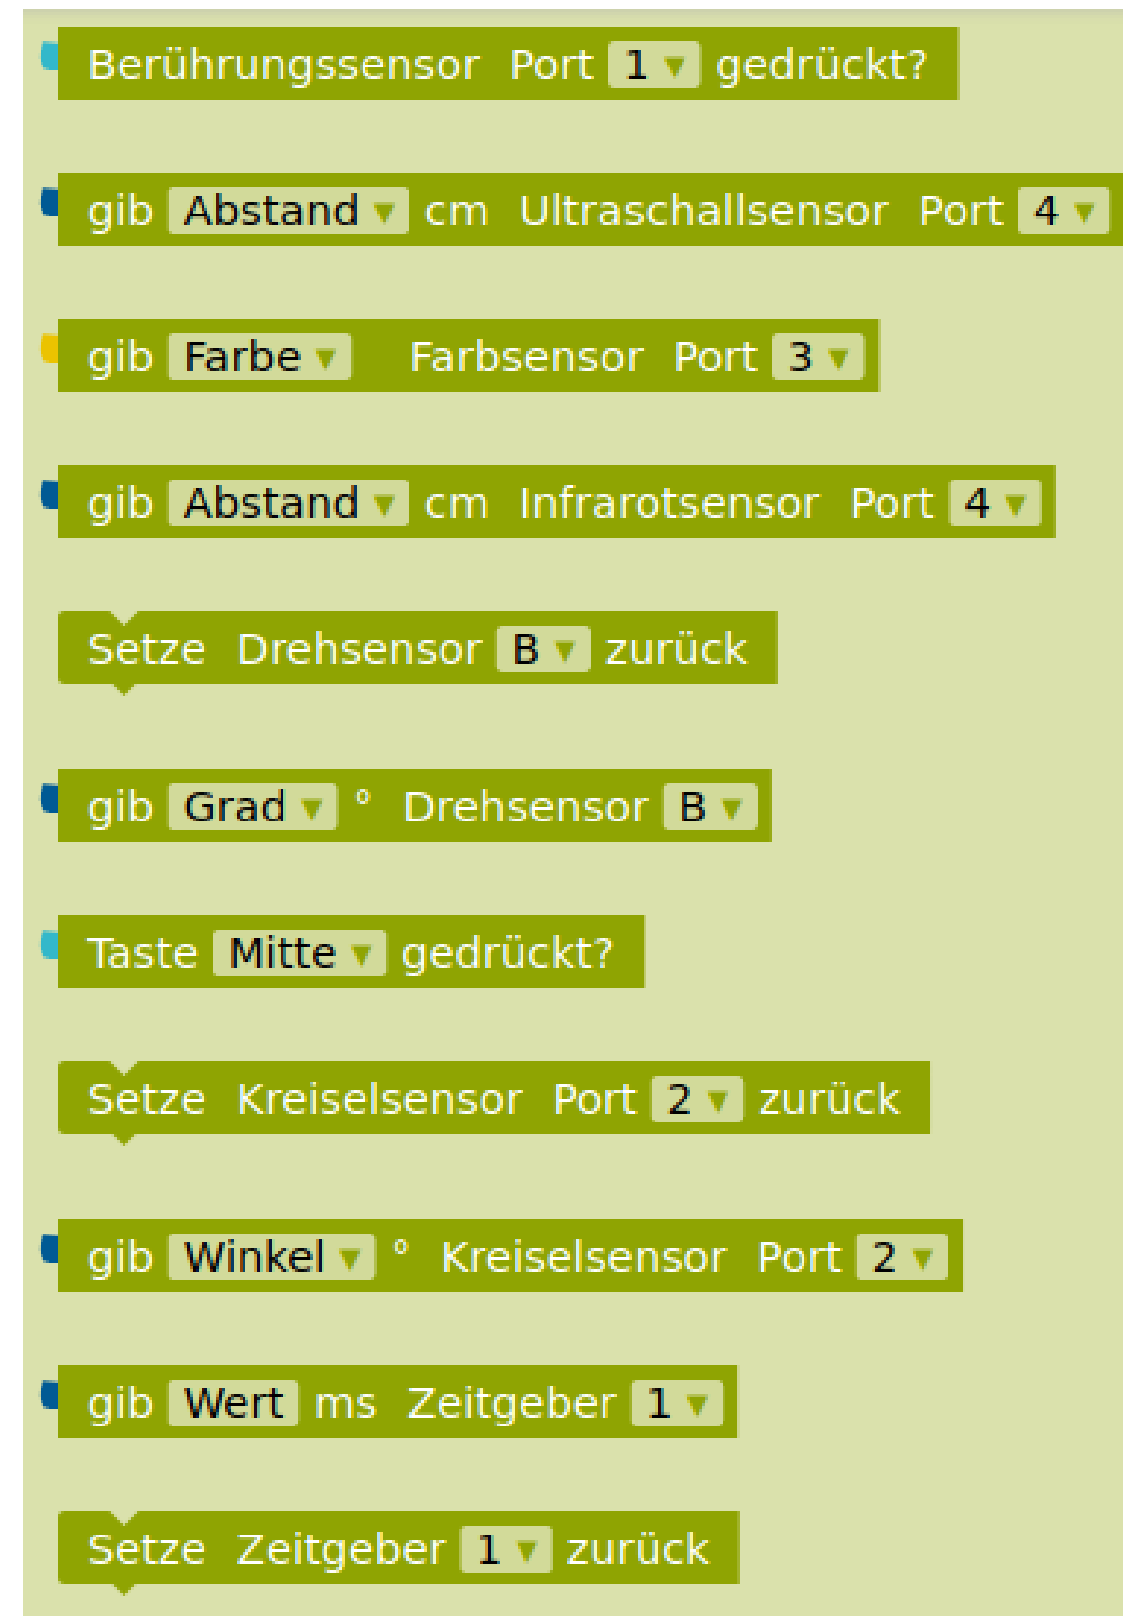 Berührungssensor Port 1 gedrückt?
gib Abstand cm Ultraschallsensor Port 4
gib Farbe Farbsensor Port 3
gib Abstand cm Infrarotsensor Port 4
Setze Drehsensor B zurück
gib Grad ° Drehsensor B
Taste Mitte gedrückt?
Setze Kreiselsensor Port 2 zurück
gib Winkel ° Kreiselsensor Port 2
gib Wert ms Zeitgeber 1
Setze Zeitgeber 1 zurück